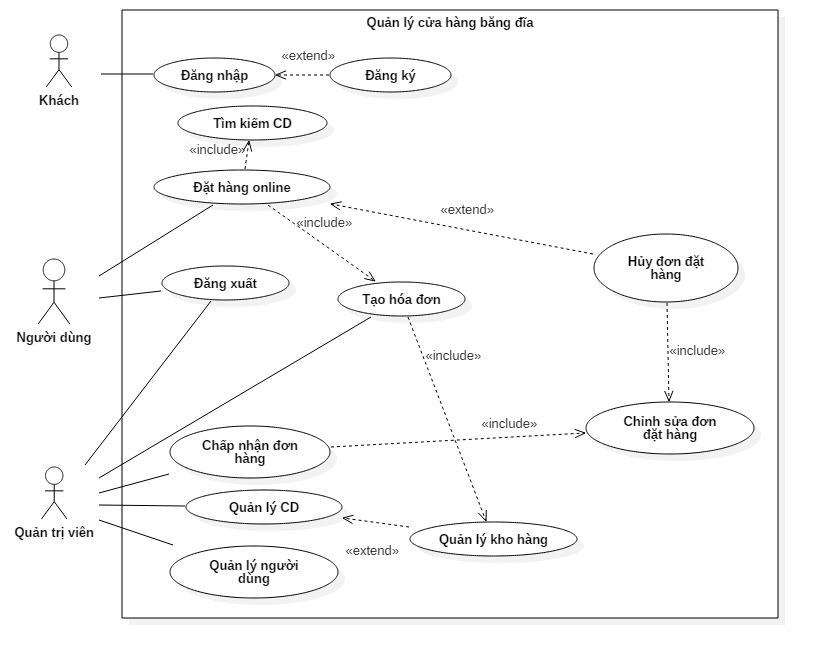 Quản lý cửa hàng băng đĩa
«extend»
Đăng nhập
Đăng ký
Khách
Tìm kiếm CD
«include»
Đặt hàng online
«extend»
«include»
Hủy đơn đặt
hàng
Đăng xuất
Tạo hóa đơn
Người dùng
«include»
«include»
Chỉnh sửa đơn
đặt hàng
«include»
Chấp nhận đơn
hàng
Quản lý CD
Quản trị viên
Quản lý kho hàng
«extend»
Quản lý người
dùng